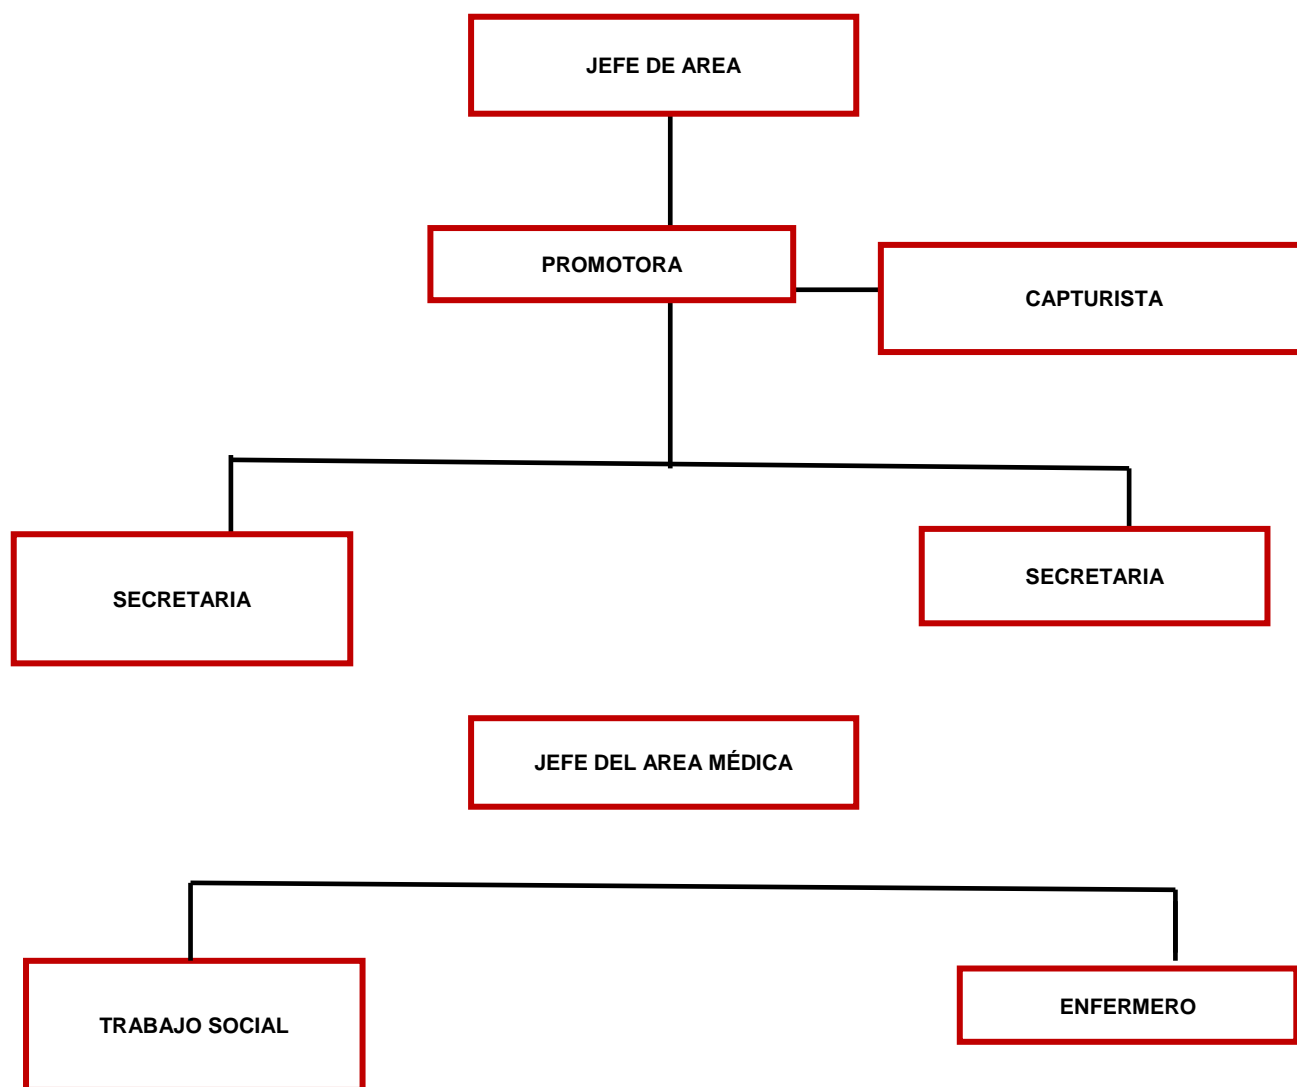 JEFE DE AREA
PROMOTORA
CAPTURISTA
SECRETARIA
SECRETARIA
JEFE DEL AREA MÉDICA
TRABAJO SOCIAL
ENFERMERO